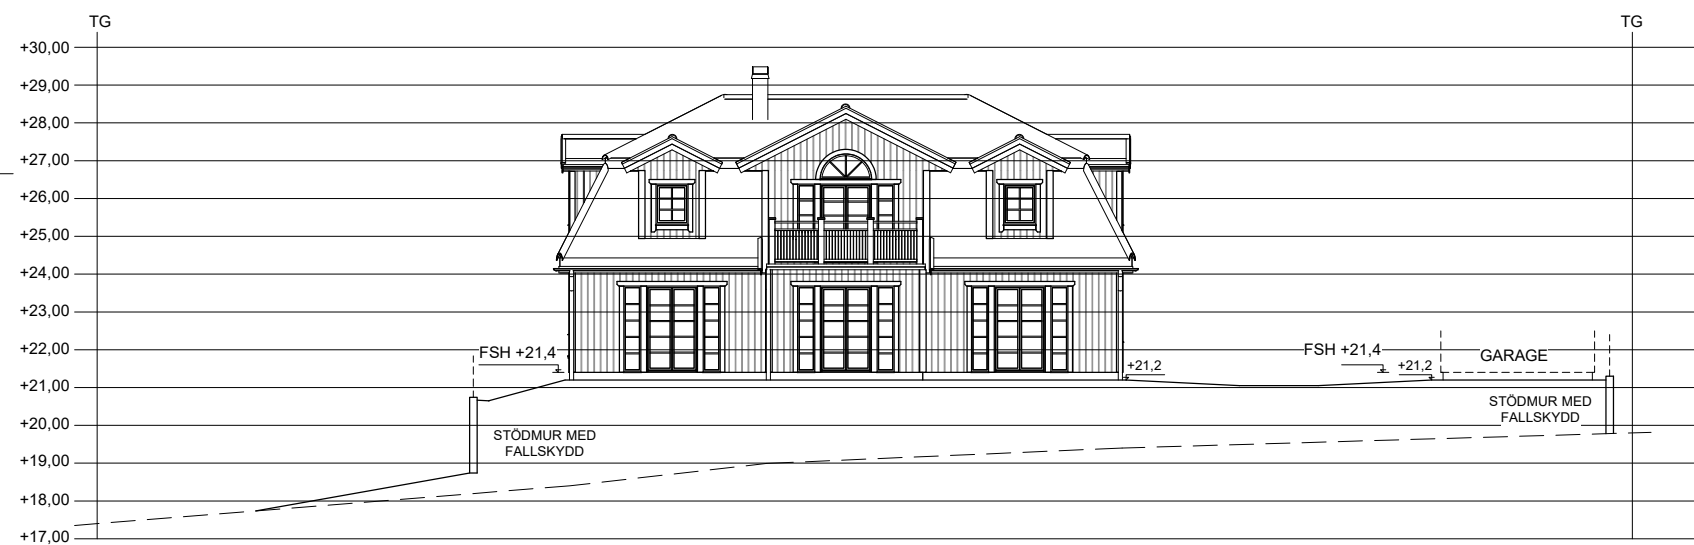 TG
TG
+30,00
+29,00
+28,00
+27,00
+26,00
+25,00
+24,00
+23,00
+22,00
+21,00
+20,00
+19,00
+18,00
+17,00
FSH +21,4
+21,2
FSH +21,4
+21,2
GARAGE
STÖDMUR MED
FALLSKYDD
STÖDMUR MED
FALLSKYDD